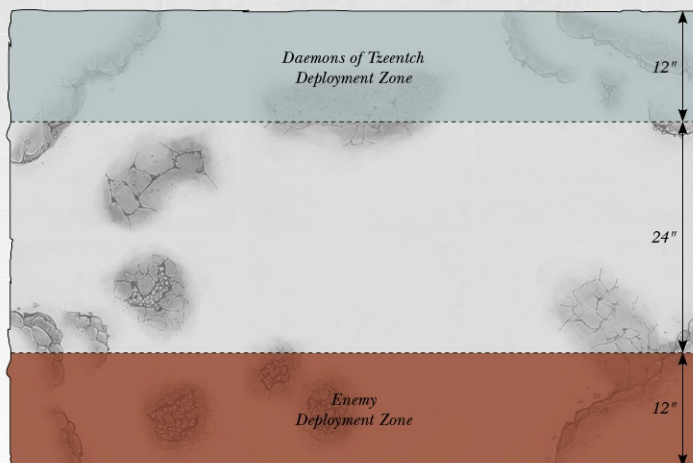 Daemons of Tzeentch
Deployment Zone
12"
24"
Enemy
Deployment Zone
12"